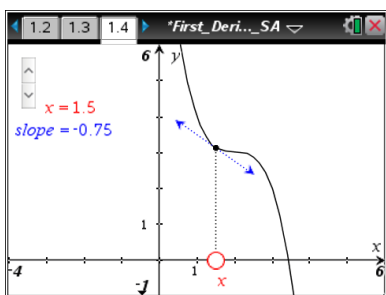 1.2 1.3 1.4 *First_Deri..._SA
6 y
x = 1.5
slope = -0.75
1
x
-4 1 x 6
-1